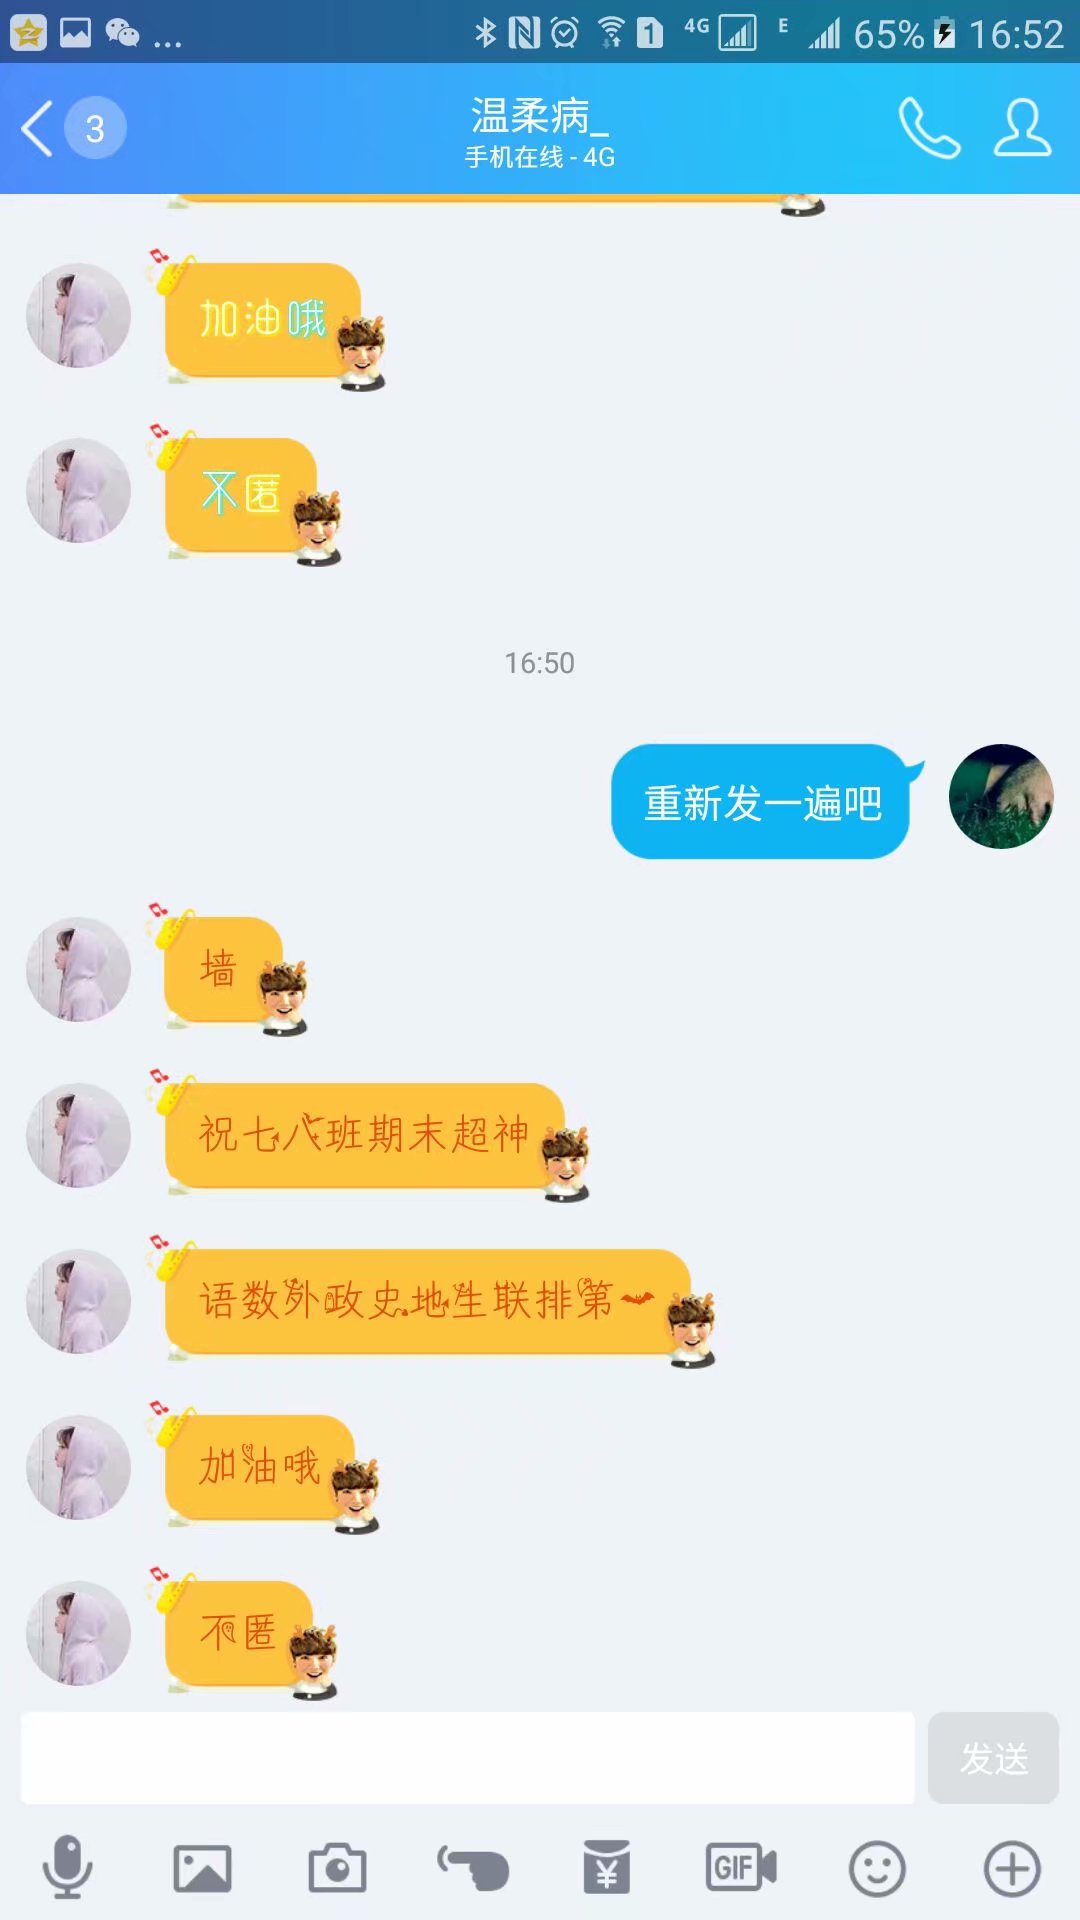 ... 1 4G E 65% 16:52
3
温柔病_
手机在线 - 4G
加油哦
不匿
16:50
重新发一遍吧
墙
祝七八班期末超神
语数外政史地生联排第一
加油哦
不匿
发送
¥
GIF